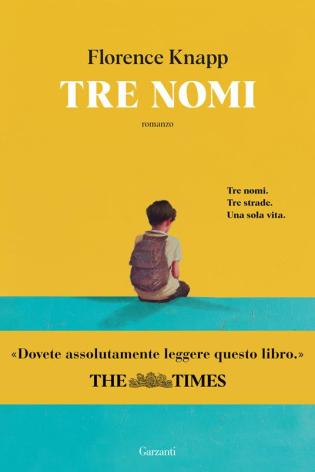 Florence Knapp
TRE NOMI
romanzo
Tre nomi.
Tre strade.
Una sola vita.
«Dovete assolutamente leggere questo libro.»
THE TIMES
Garzanti